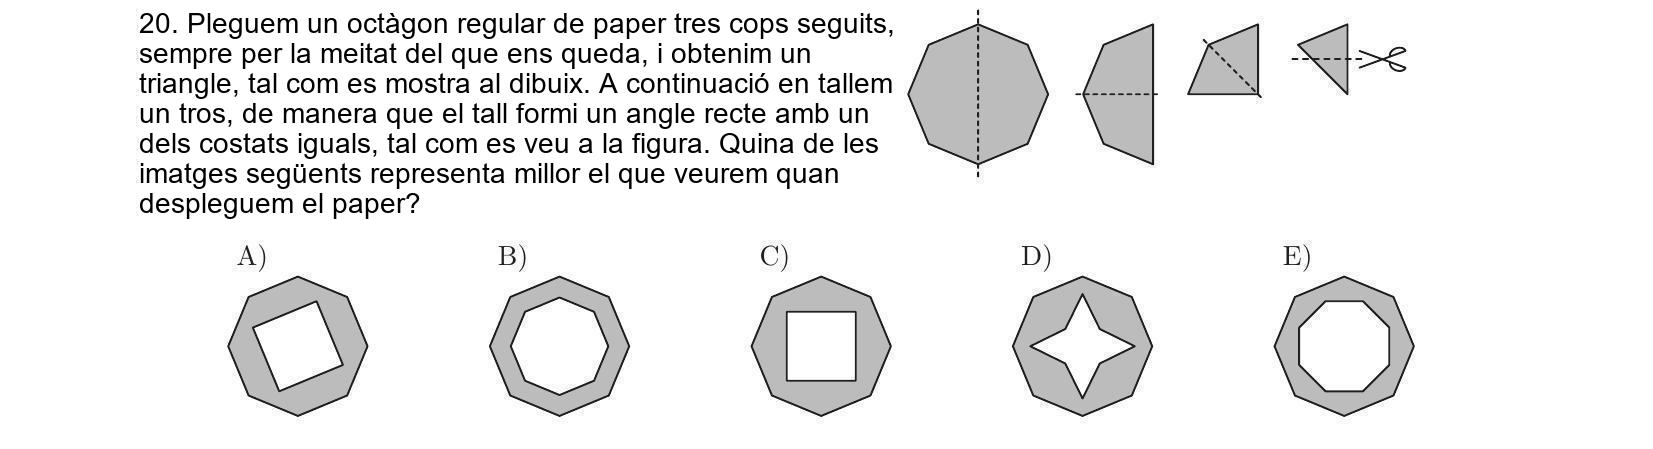 20. Pleguem un octàgon regular de paper tres cops seguits,
sempre per la meitat del que ens queda, i obtenim un
triangle, tal com es mostra al dibuix. A continuació en tallem
un tros, de manera que el tall formi un angle recte amb un
dels costats iguals, tal com es veu a la figura. Quina de les
imatges següents representa millor el que veurem quan
despleguem el paper?
A) B) C) D) E)